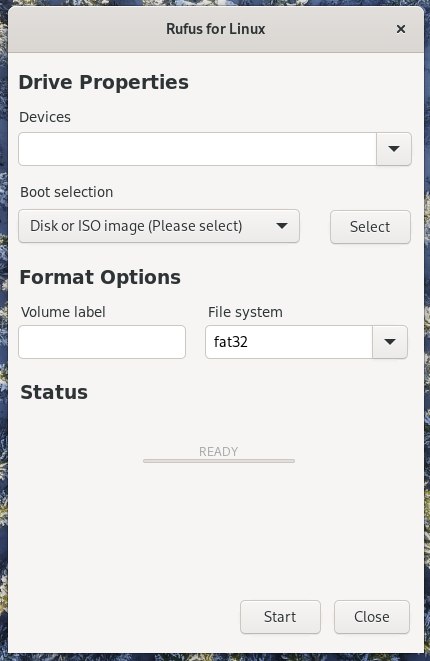 Rufus for Linux
Drive Properties
Devices
Boot selection
Disk or ISO image (Please select)
Select
Format Options
Volume label
File system
fat32
Status
READY
Start
Close